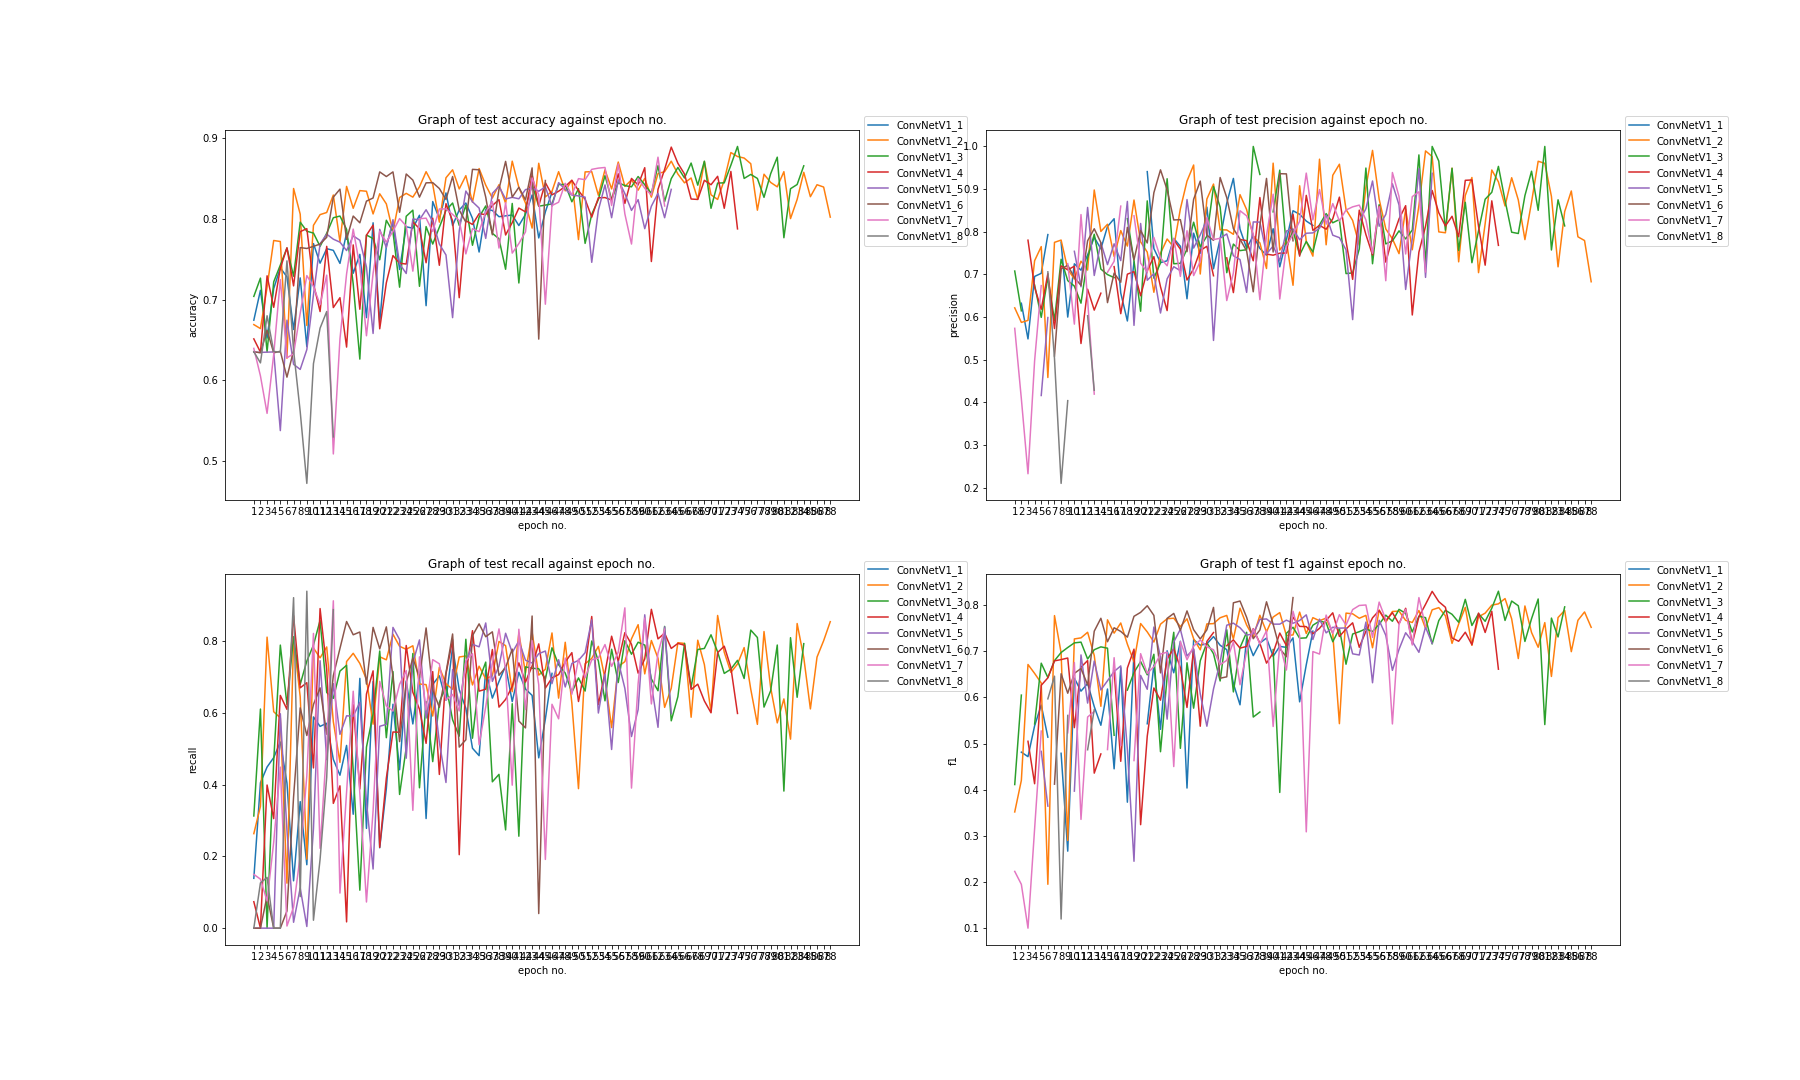 Graph of test accuracy against epoch no.
accuracy
0.9
0.8
0.7
0.6
0.5
epoch no.
ConvNetV1_1
ConvNetV1_2
ConvNetV1_3
ConvNetV1_4
ConvNetV1_5
ConvNetV1_6
ConvNetV1_7
ConvNetV1_8
Graph of test precision against epoch no.
precision
1.0
0.9
0.8
0.7
0.6
0.5
0.4
0.3
0.2
epoch no.
ConvNetV1_1
ConvNetV1_2
ConvNetV1_3
ConvNetV1_4
ConvNetV1_5
ConvNetV1_6
ConvNetV1_7
ConvNetV1_8
Graph of test recall against epoch no.
recall
0.8
0.6
0.4
0.2
0.0
epoch no.
ConvNetV1_1
ConvNetV1_2
ConvNetV1_3
ConvNetV1_4
ConvNetV1_5
ConvNetV1_6
ConvNetV1_7
ConvNetV1_8
Graph of test f1 against epoch no.
f1
0.8
0.7
0.6
0.5
0.4
0.3
0.2
0.1
epoch no.
ConvNetV1_1
ConvNetV1_2
ConvNetV1_3
ConvNetV1_4
ConvNetV1_5
ConvNetV1_6
ConvNetV1_7
ConvNetV1_8